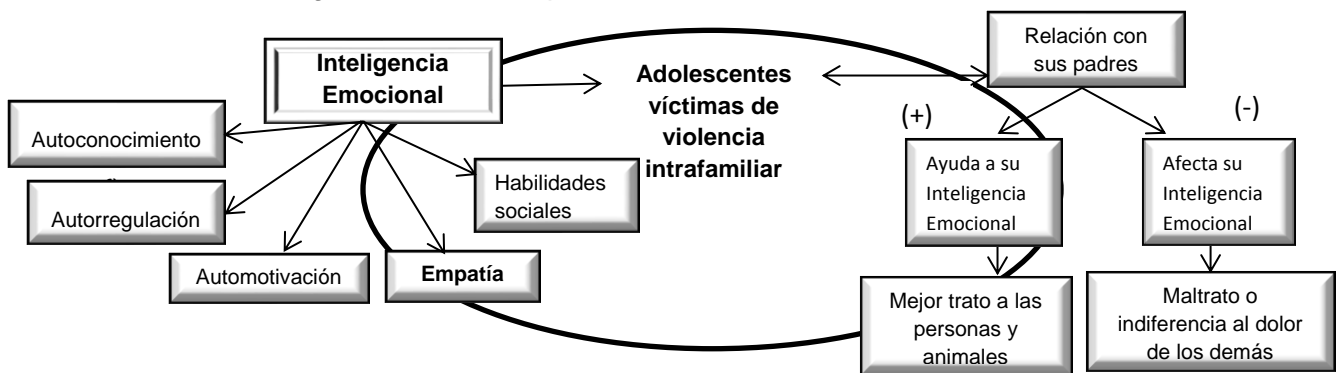 Inteligencia
Emocional
Adolescentes
víctimas de
violencia
intrafamiliar
Relación con
sus padres
Autoconocimiento
Autorregulación
Automotivación
Empatía
Habilidades
sociales
(+)
(-)
Ayuda a su
Inteligencia
Emocional
Afecta su
Inteligencia
Emocional
Mejor trato a las
personas y
animales
Maltrato o
indiferencia al dolor
de los demás